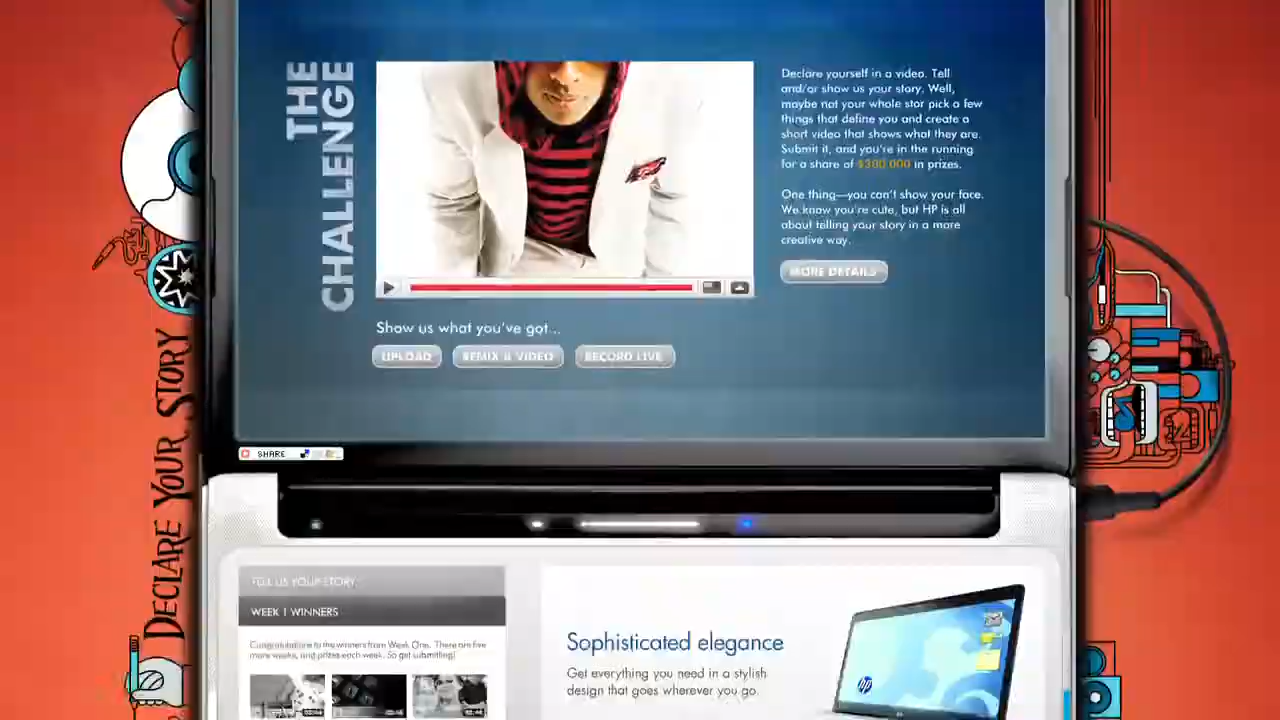 THE
CHALLENGE
Declare yourself in a video. Tell
and/or show us your story. Well,
maybe not your whole stor pick a few
things that define you and create a
short video that shows what they are.
Submit it, and you're in the running
for a share of $300,000 in prizes.
One thing—you can't show your face.
We know you're cute, but HP is all
about telling your story in a more
creative way.
MORE DETAILS
Show us what you've got...
UPLOAD
REMIX A VIDEO
RECORD LIVE
SHARE
DECLARE YOUR STORY
TELL US YOUR STORY
WEEK 1 WINNERS
Congratulations to the winners from Week One. There are five
more weeks, and prizes each week. So get submitting!
Sophisticated elegance
Get everything you need in a stylish
design that goes wherever you go.
hp